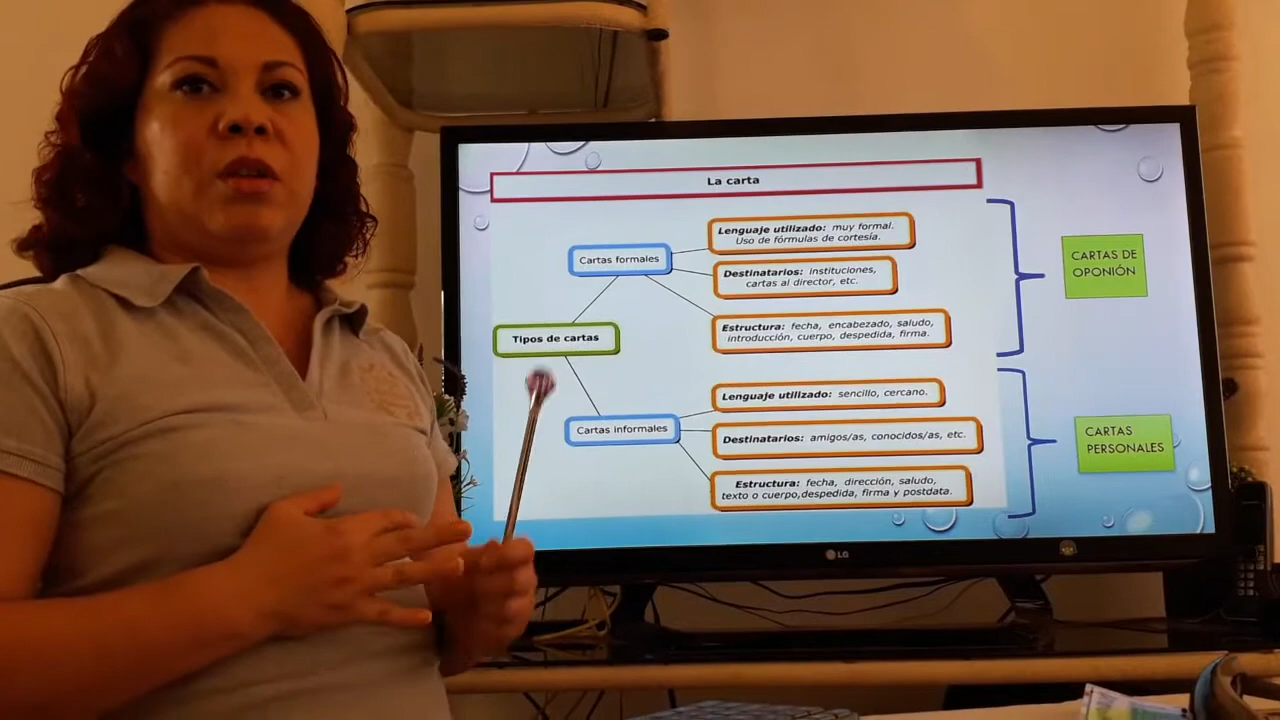 La carta
Tipos de cartas
Cartas formales
Lenguaje utilizado: muy formal.
Uso de fórmulas de cortesía.
Destinatarios: instituciones,
cartas al director, etc.
Estructura: fecha, encabezado, saludo,
introducción, cuerpo, despedida, firma.
CARTAS DE
OPONIÓN
Cartas informales
Lenguaje utilizado: sencillo, cercano.
Destinatarios: amigos/as, conocidos/as, etc.
Estructura: fecha, dirección, saludo,
texto o cuerpo,despedida, firma y postdata.
CARTAS
PERSONALES
LG